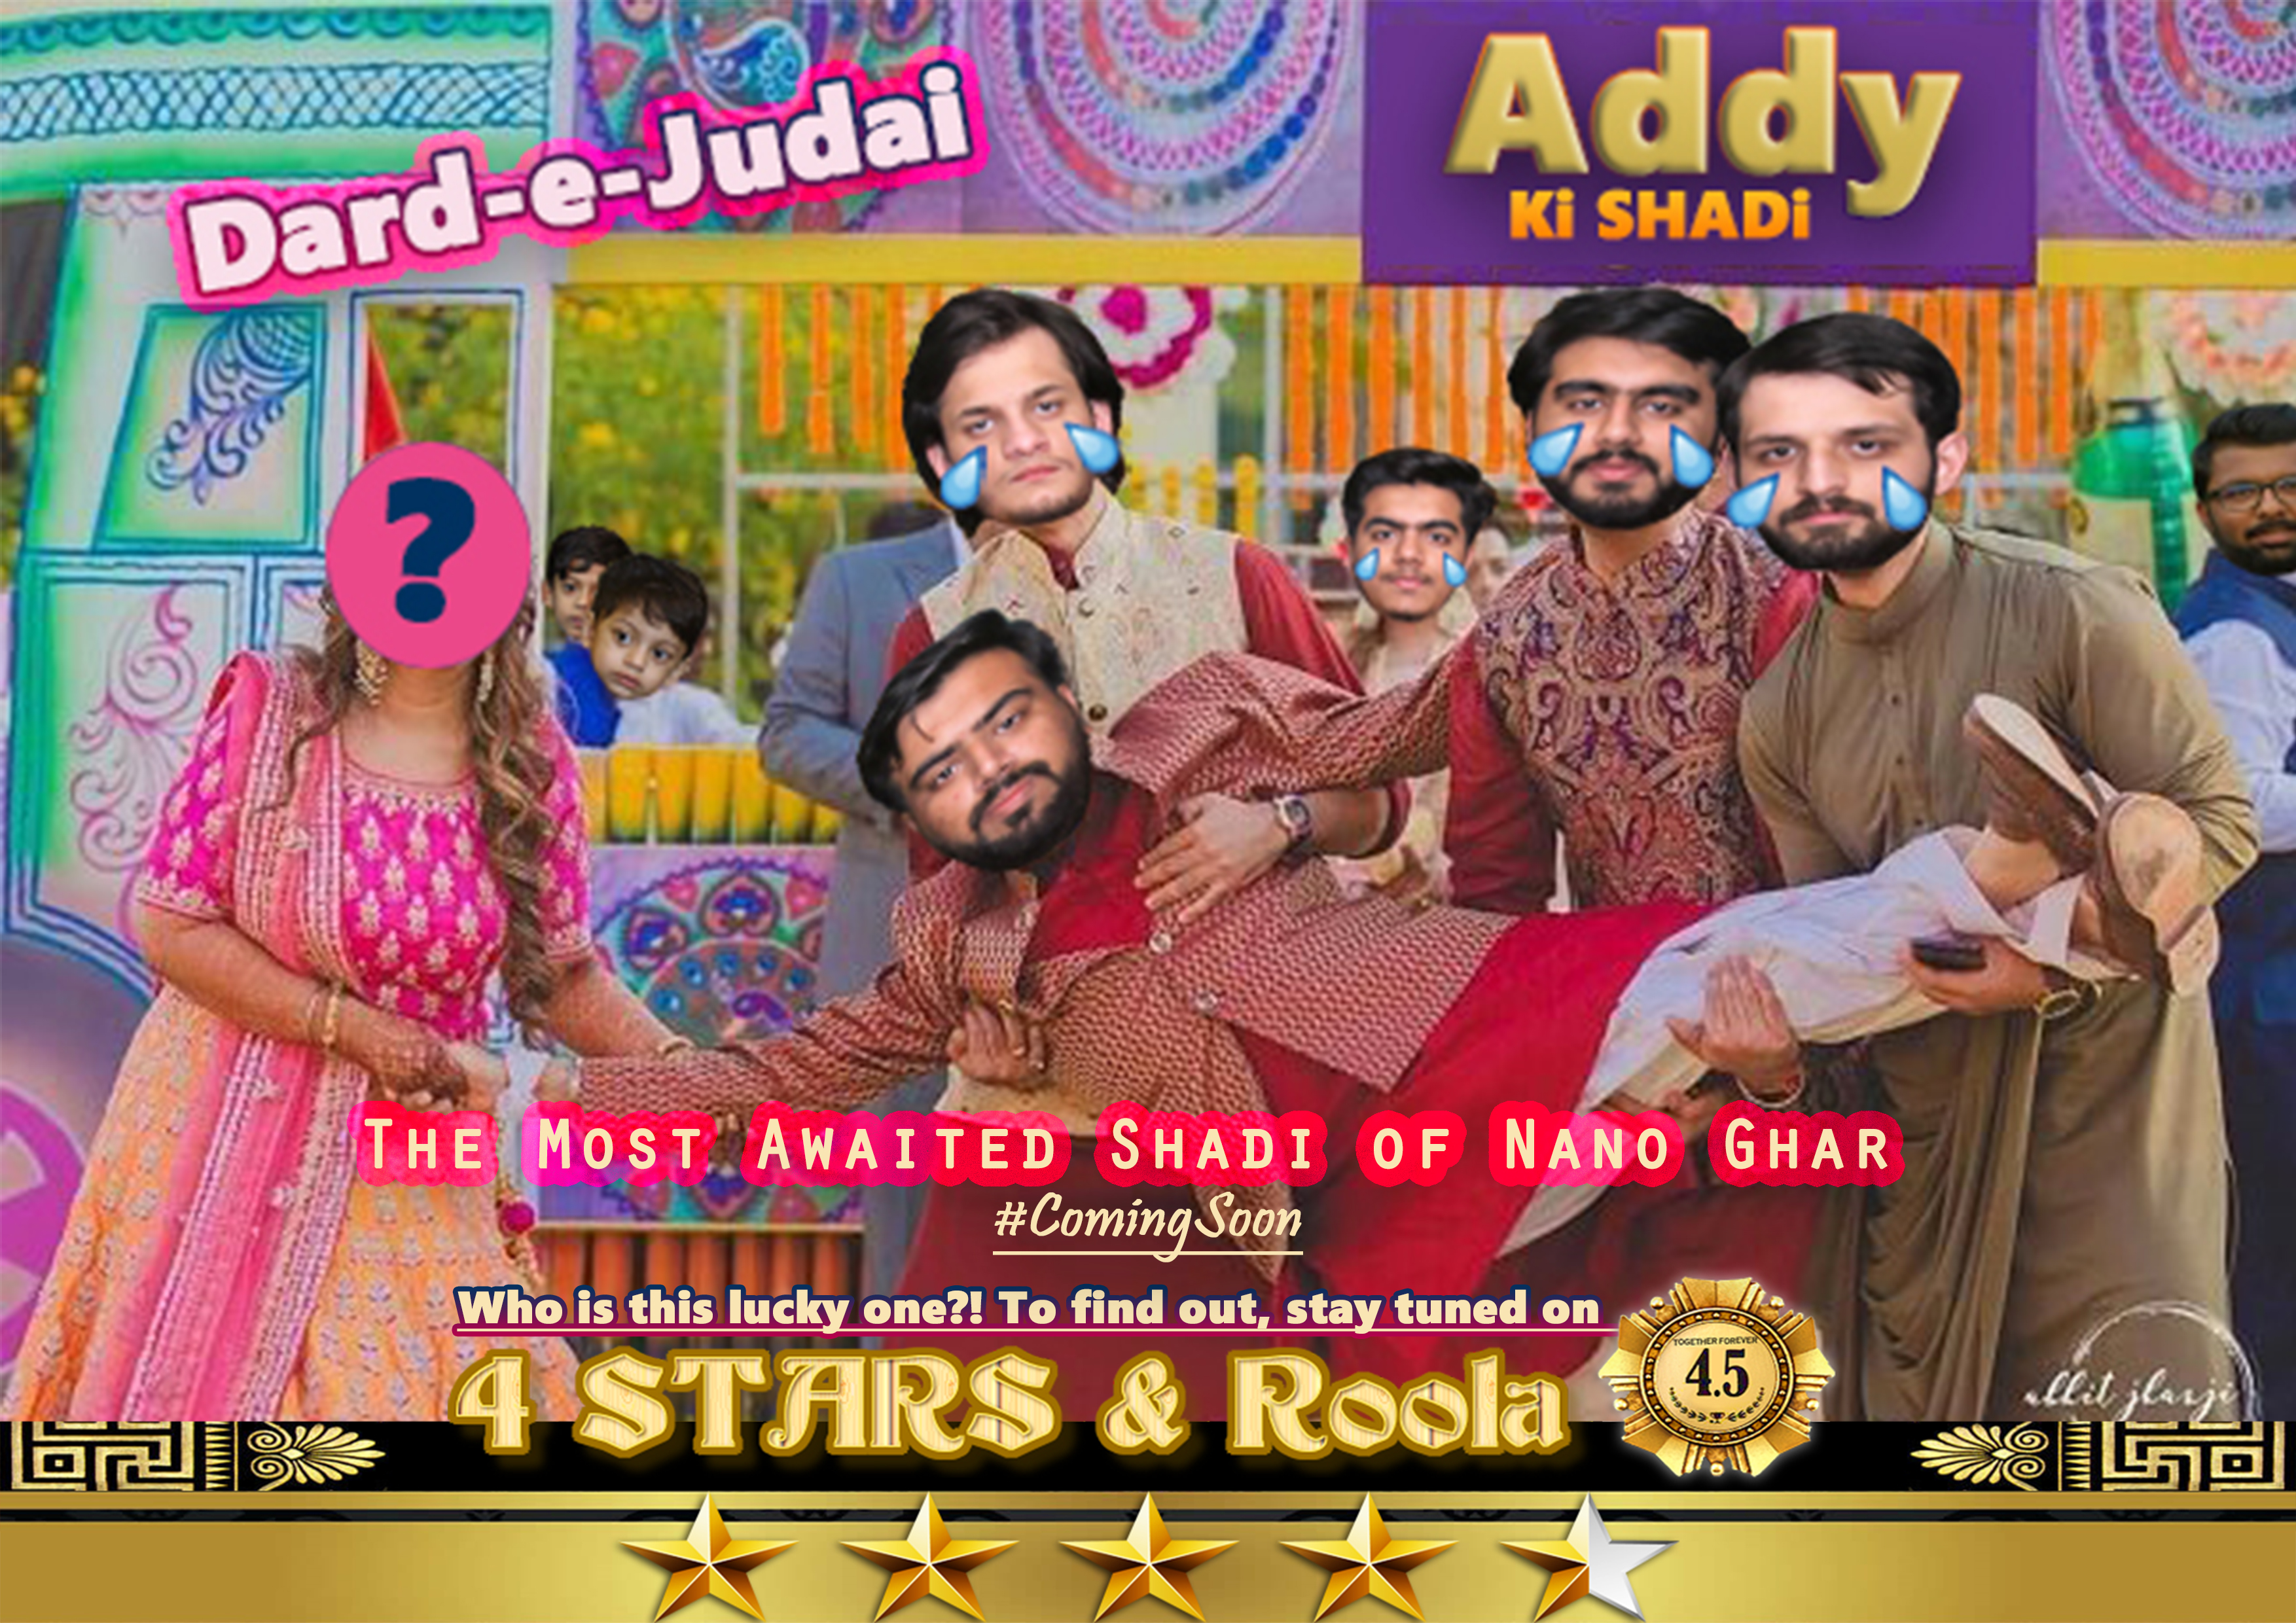 Dard-e-Judai
Addy
Ki SHADi
?
The Most Awaited Shadi of Nano Ghar
#ComingSoon
Who is this lucky one?! To find out, stay tuned on
4 STARS & Roola
TOGETHER FOREVER
4.5